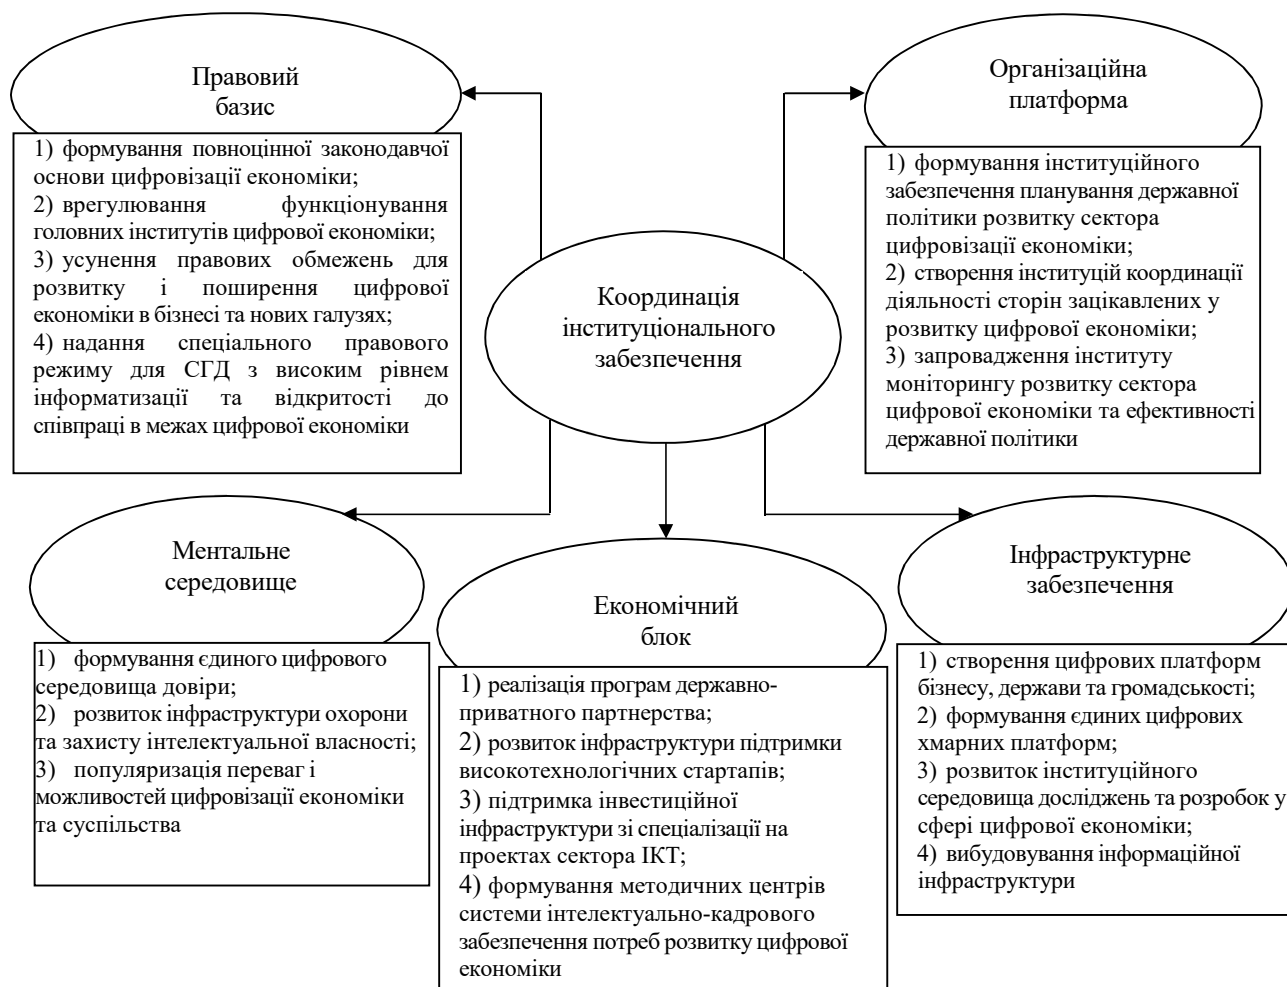 Правовий
базис
1) формування повноцінної законодавчої
основи цифровізації економіки;
2) врегулювання функціонування
головних інститутів цифрової економіки;
3) усунення правових обмежень для
розвитку і поширення цифрової
економіки в бізнесі та нових галузях;
4) надання спеціального правового
режиму для СГД з високим рівнем
інформатизації та відкритості до
співпраці в межах цифрової економіки
Організаційна
платформа
1) формування інституційного
забезпечення планування державної
політики розвитку сектора
цифровізації економіки;
2) створення інституцій координації
діяльності сторін зацікавлених у
розвитку цифрової економіки;
3) запровадження інституту
моніторингу розвитку сектора
цифрової економіки та ефективності
державної політики
Координація
інституціонального
забезпечення
Ментальне
середовище
1) формування єдиного цифрового
середовища довіри;
2) розвиток інфраструктури охорони
та захисту інтелектуальної власності;
3) популяризація переваг і
можливостей цифровізації економіки
та суспільства
Економічний
блок
1) реалізація програм державно-
приватного партнерства;
2) розвиток інфраструктури підтримки
високотехнологічних стартапів;
3) підтримка інвестиційної
інфраструктури зі спеціалізації на
проектах сектора ІКТ;
4) формування методичних центрів
системи інтелектуально-кадрового
забезпечення потреб розвитку цифрової
економіки
Інфраструктурне
забезпечення
1) створення цифрових платформ
бізнесу, держави та громадськості;
2) формування єдиних цифрових
хмарних платформ;
3) розвиток інституційного
середовища досліджень та розробок у
сфері цифрової економіки;
4) вибудовування інформаційної
інфраструктури